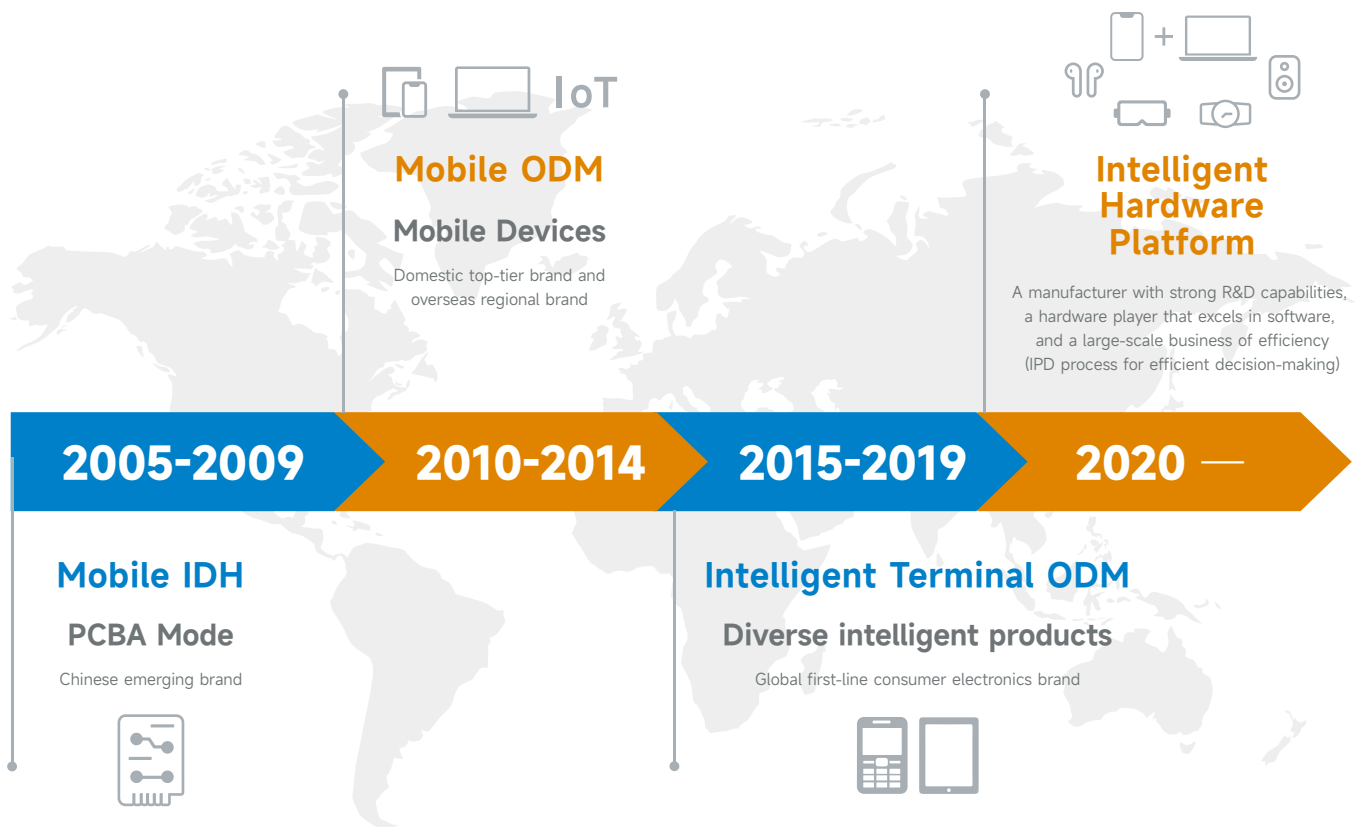 IoT
Mobile ODM
Mobile Devices
Domestic top-tier brand and
overseas regional brand
+
Intelligent
Hardware
Platform
A manufacturer with strong R&D capabilities,
a hardware player that excels in software,
and a large-scale business of efficiency
(IPD process for efficient decision-making)
2005-2009
2010-2014
2015-2019
2020 —
Mobile IDH
PCBA Mode
Chinese emerging brand
Intelligent Terminal ODM
Diverse intelligent products
Global first-line consumer electronics brand